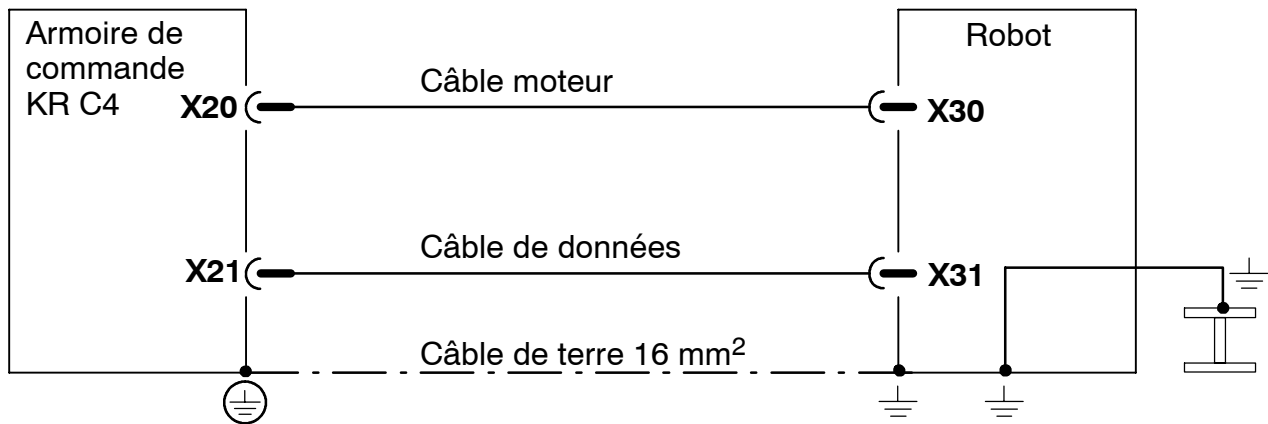 Armoire de
commande
KR C4
Robot
Câble moteur
X20
X30
Câble de données
X21
X31
Câble de terre 16 mm²